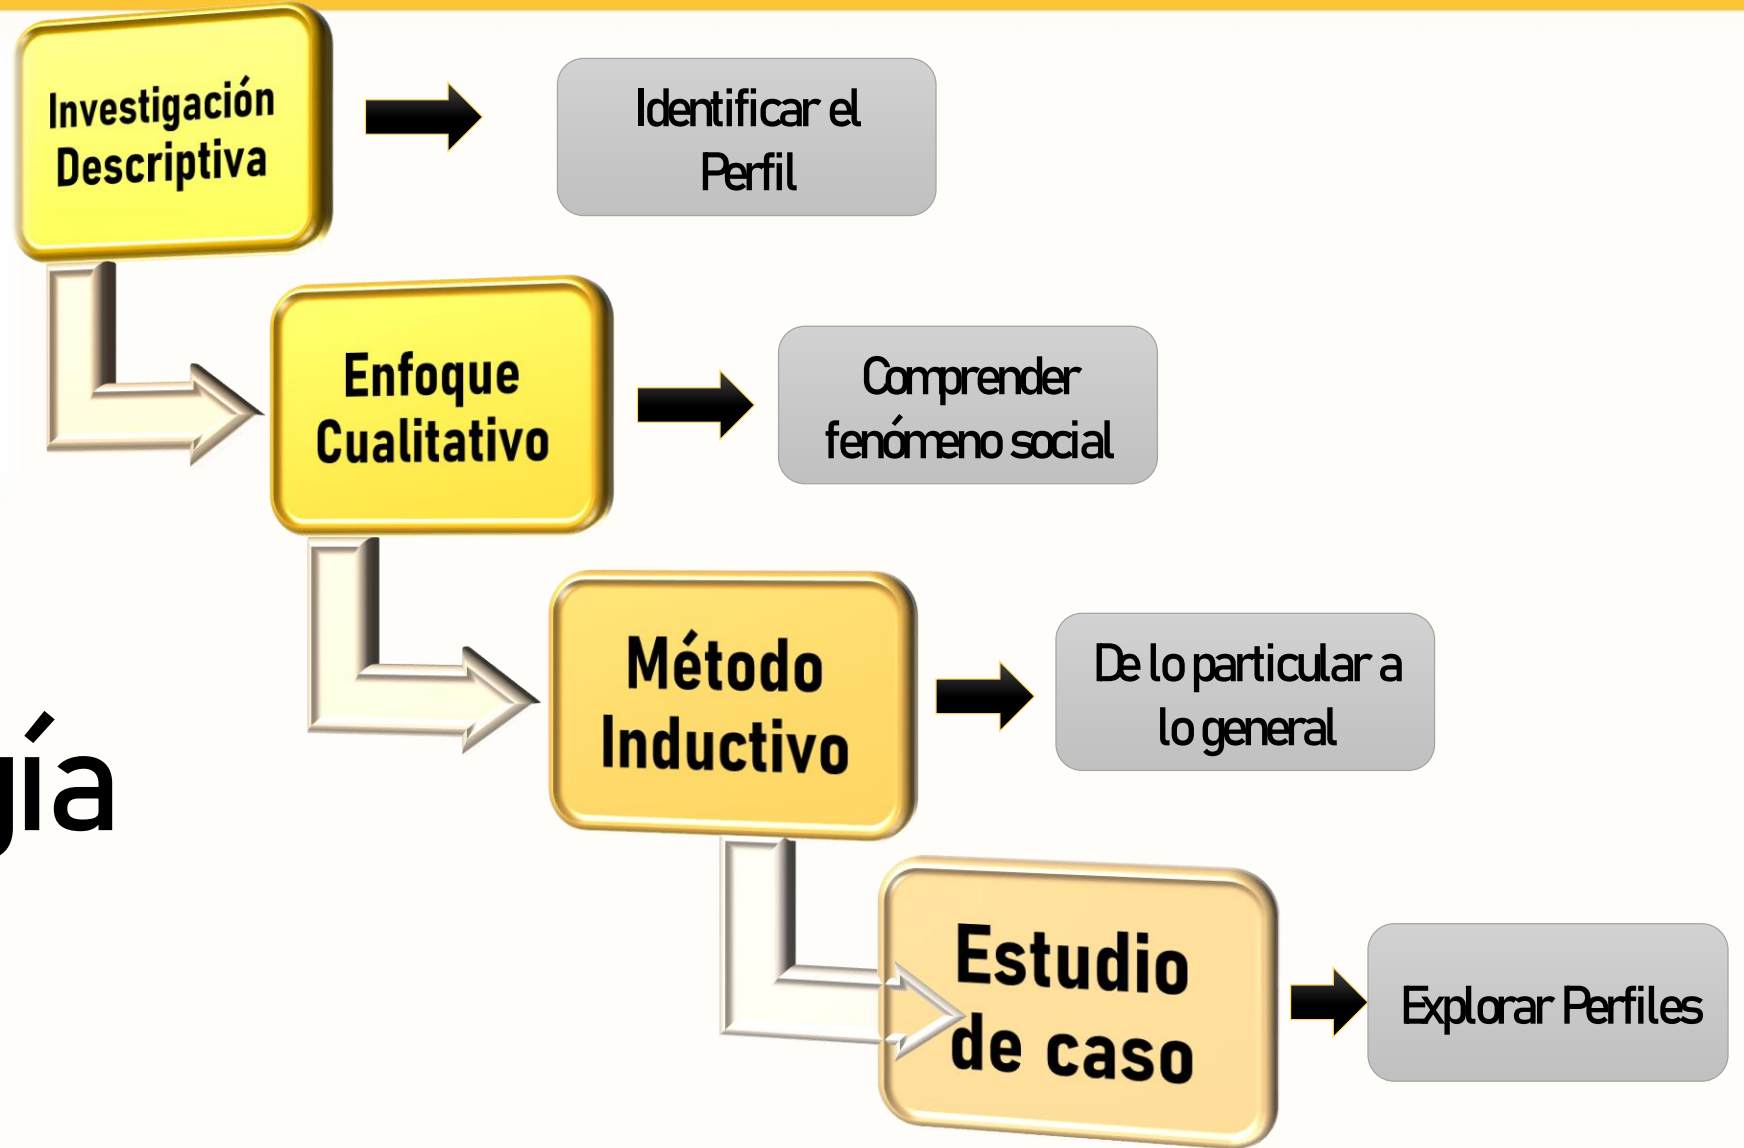 Investigación
Descriptiva
Identificar el
Perfil
Enfoque
Cualitativo
Comprender
fenómeno social
Método
Inductivo
De lo particular a
lo general
gía
Estudio
de caso
Explorar Perfiles